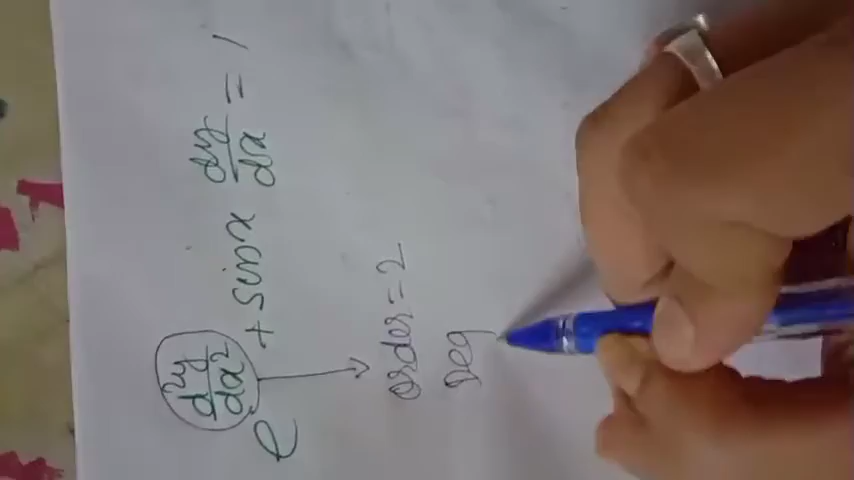 e^{d²y/dx²} + sinx dy/dx = 1
order = 2
Deg